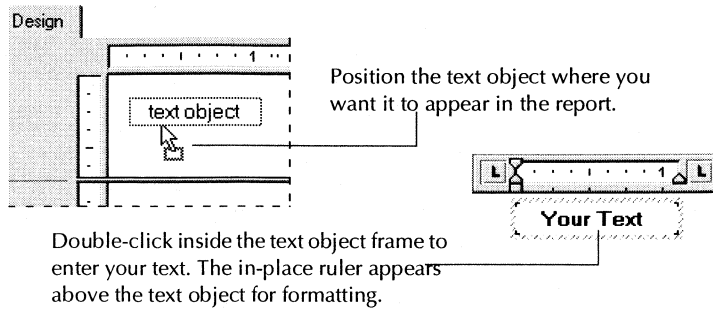 Design
1
text object
Position the text object where you
want it to appear in the report.
L 1 L
Your Text
Double-click inside the text object frame to
enter your text. The in-place ruler appears
above the text object for formatting.